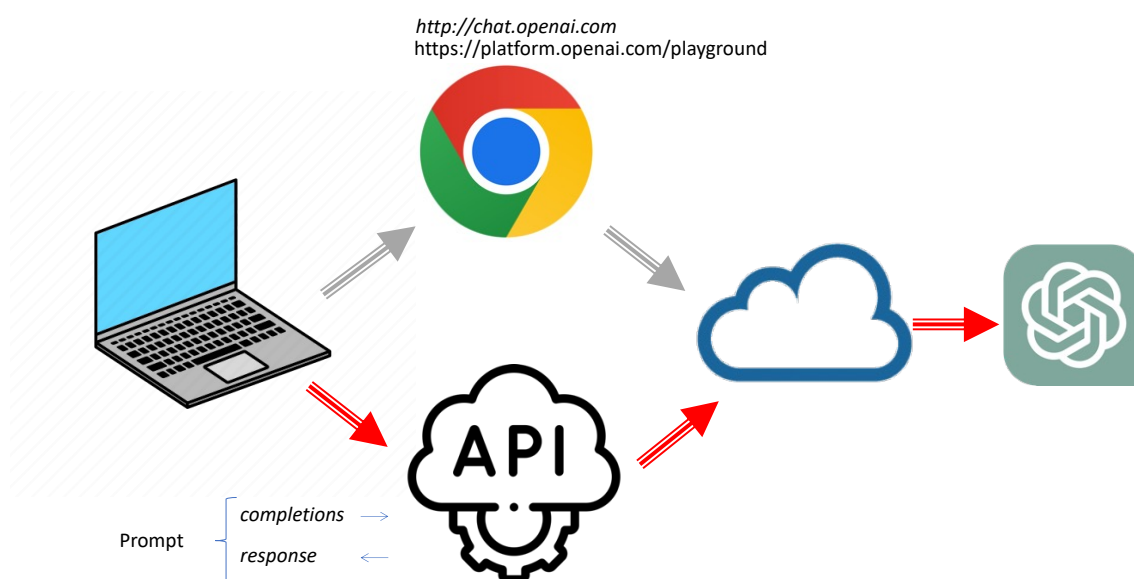 http://chat.openai.com
https://platform.openai.com/playground
API
Prompt
completions
response